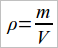 ρ = m/V